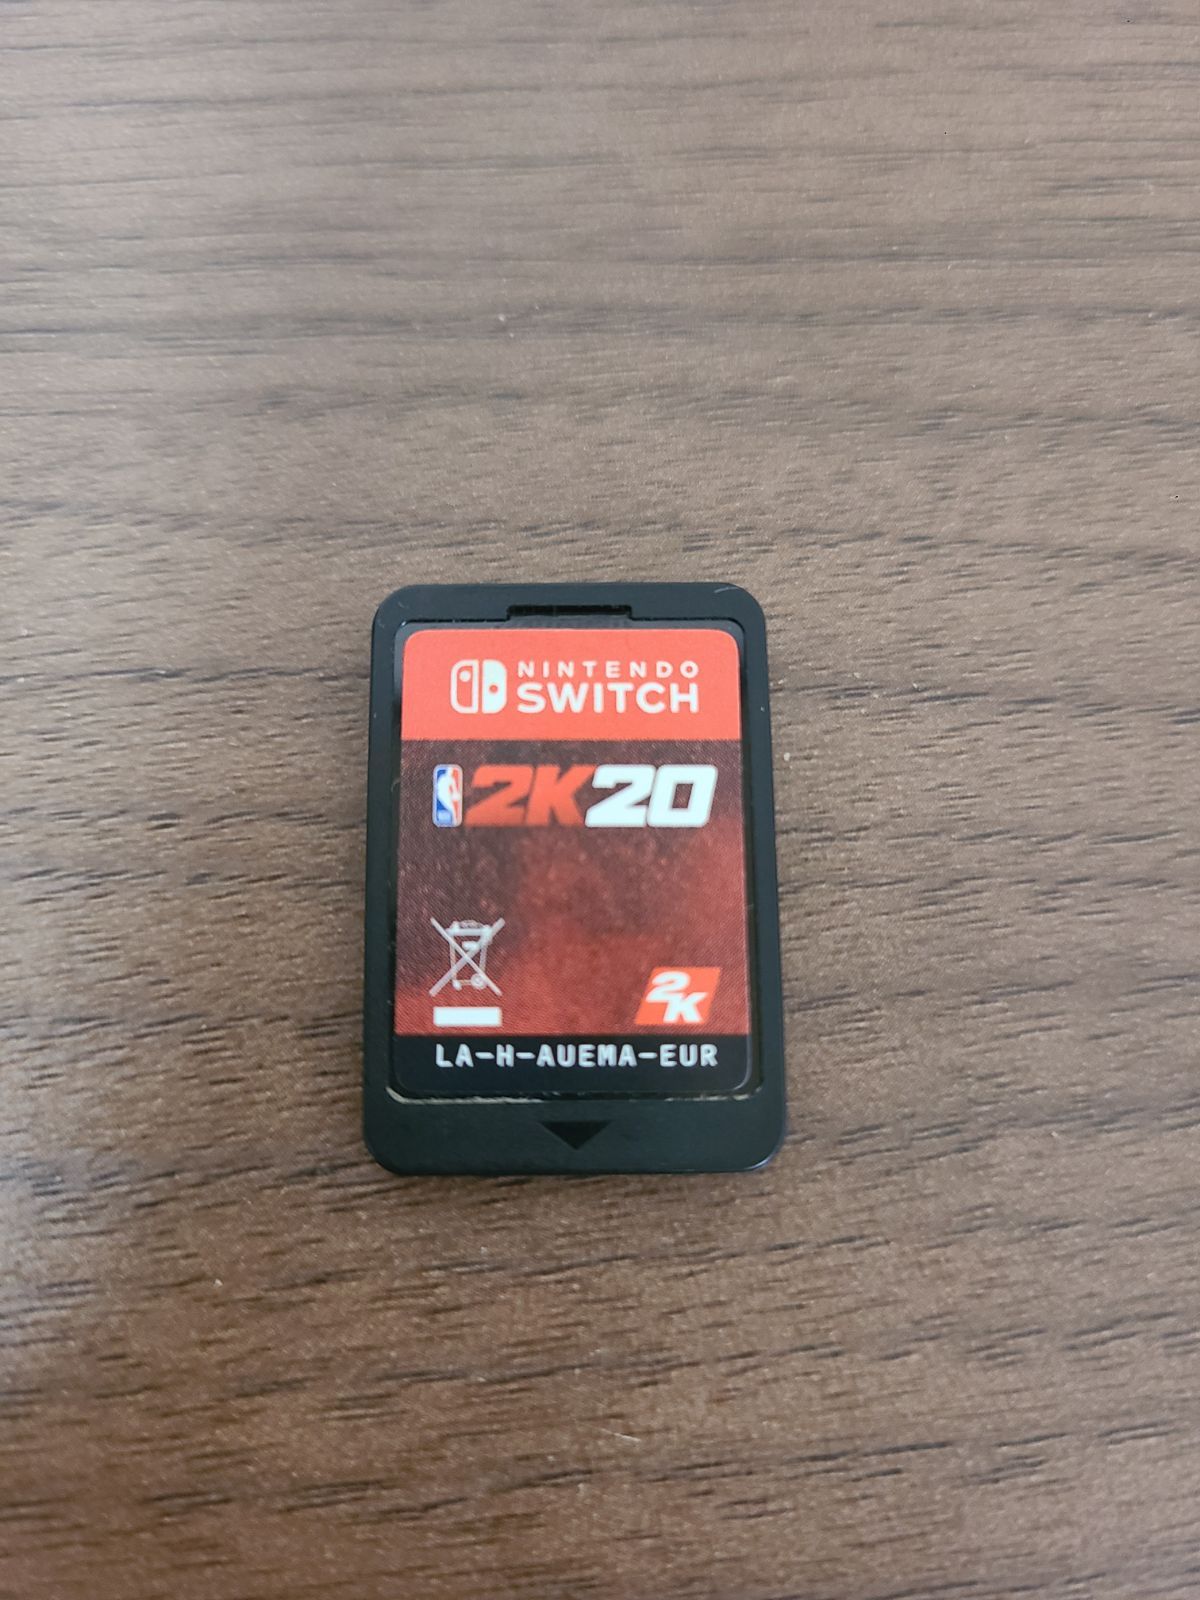 NINTENDO
SWITCH
2K20
2K
LA-H-AUEMA-EUR